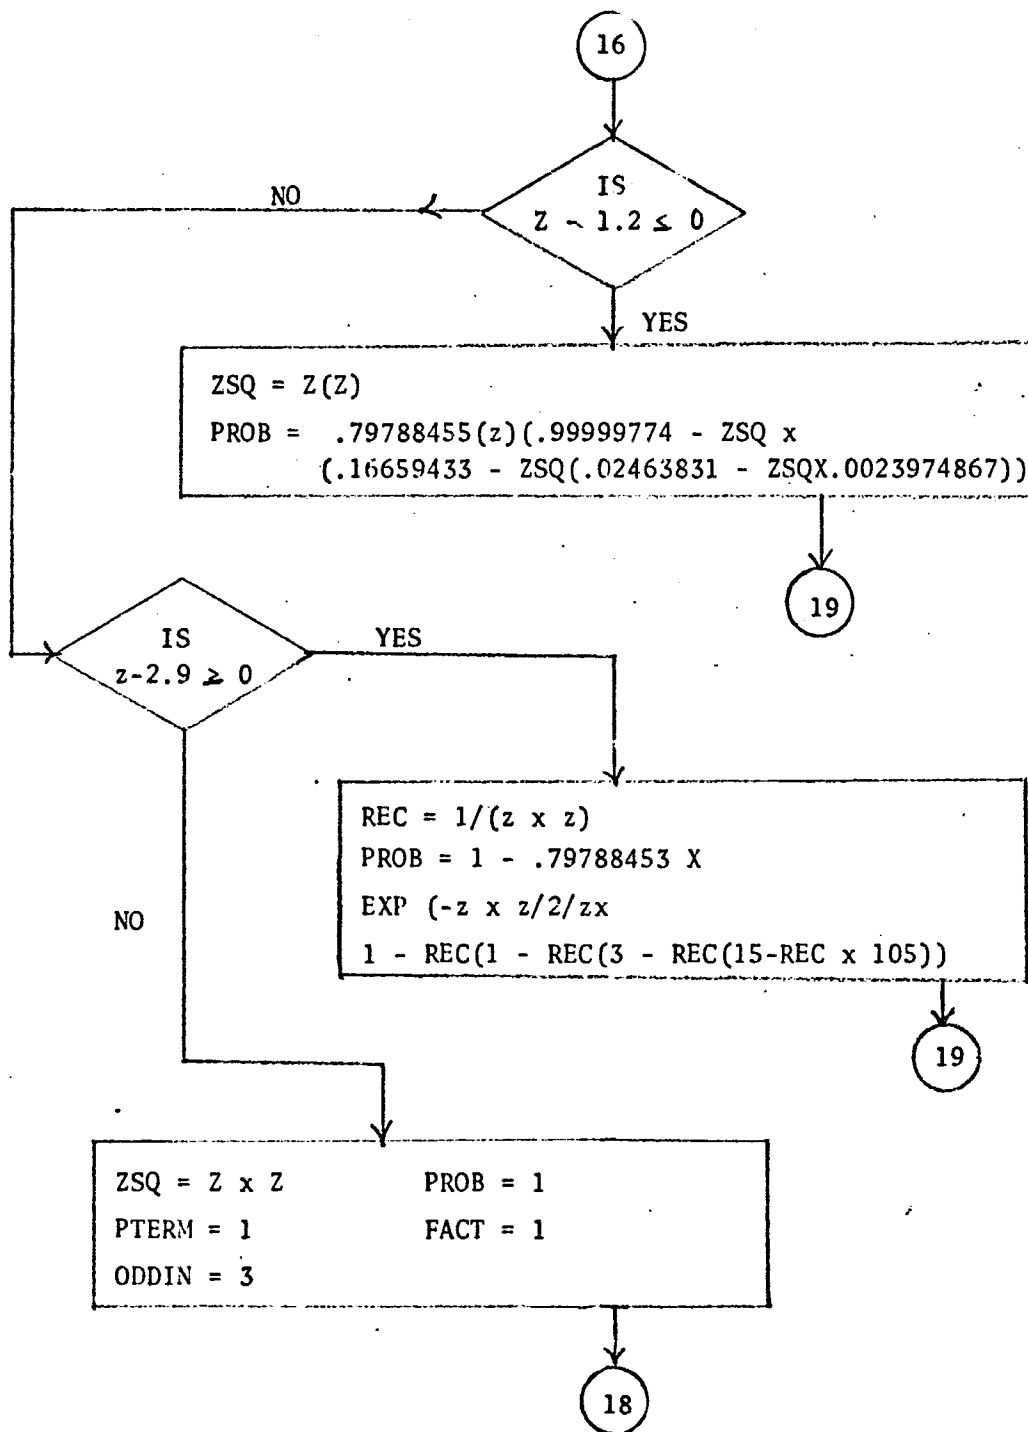 16
IS
Z - 1.2 ≤ 0
NO
YES
ZSQ = Z(Z)
PROB = .79788455(z)(.99999774 - ZSQ x
(.16659433 - ZSQ(.02463831 - ZSQX.0023974867))
19
IS
z-2.9 ≥ 0
YES
REC = 1/(z x z)
PROB = 1 - .79788453 X
EXP (-z x z/2/zx
1 - REC(1 - REC(3 - REC(15-REC x 105))
NO
19
ZSQ = Z x Z PROB = 1
PTERM = 1 FACT = 1
ODDIN = 3
18